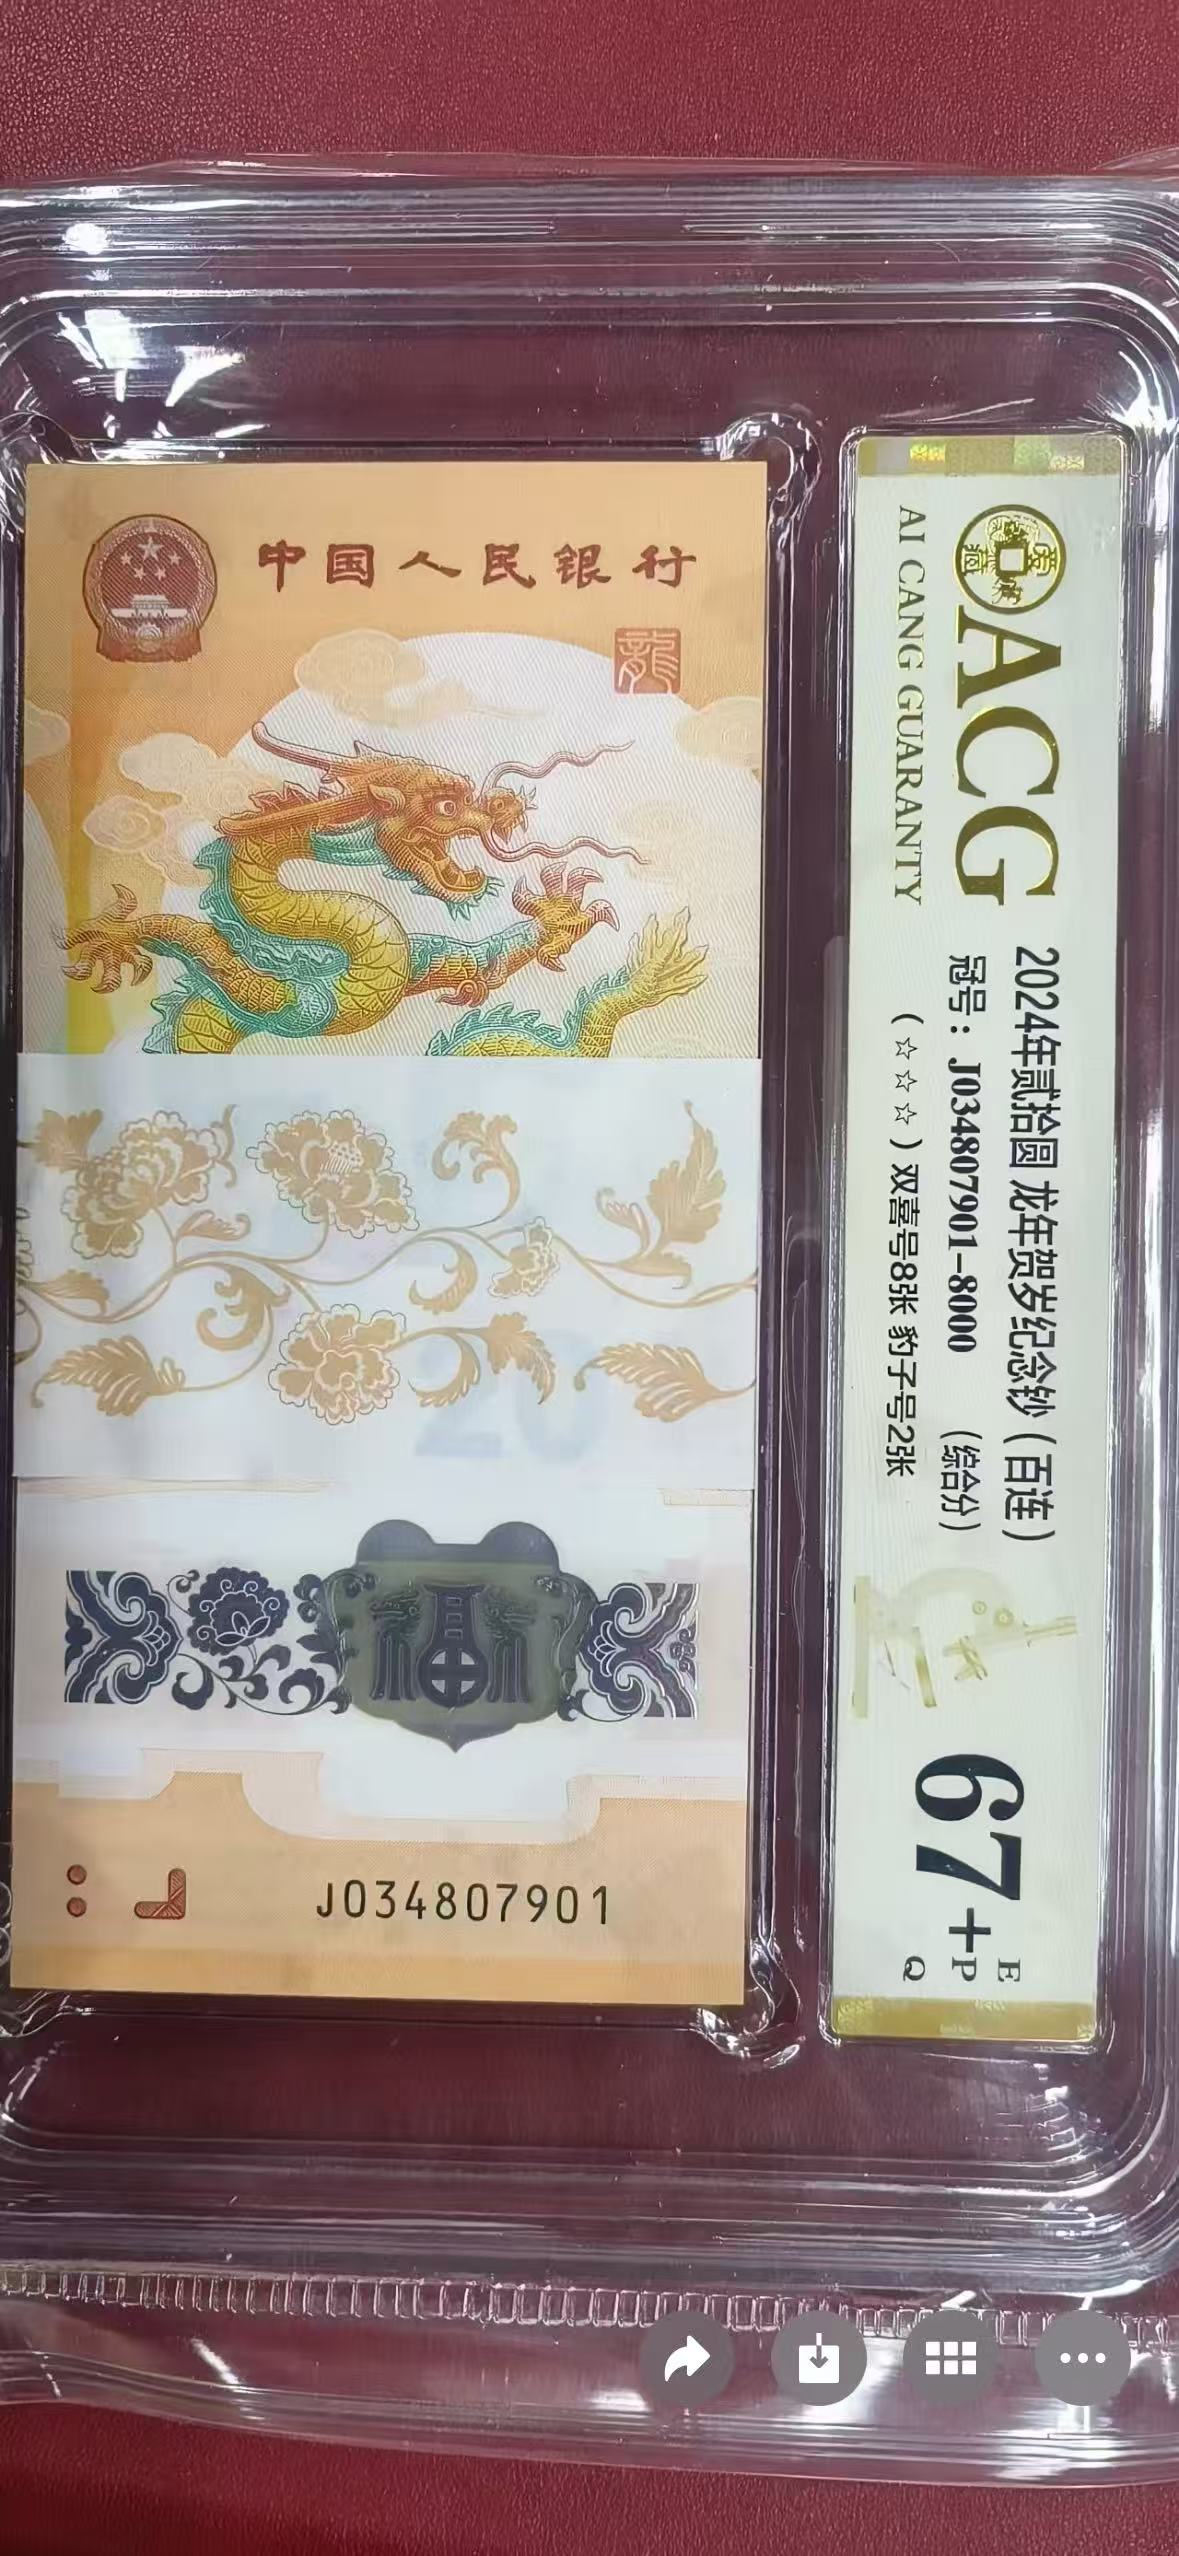 中国人民银行
龍
福
20
J034807901
ACG
AI CANG GUARANTY
2024年贰拾圆 龙年贺岁纪念钞（百连）
冠号：J034807901-8000 （综合分）
（☆☆☆）双喜号8张 豹子号2张
67+
E
P
Q